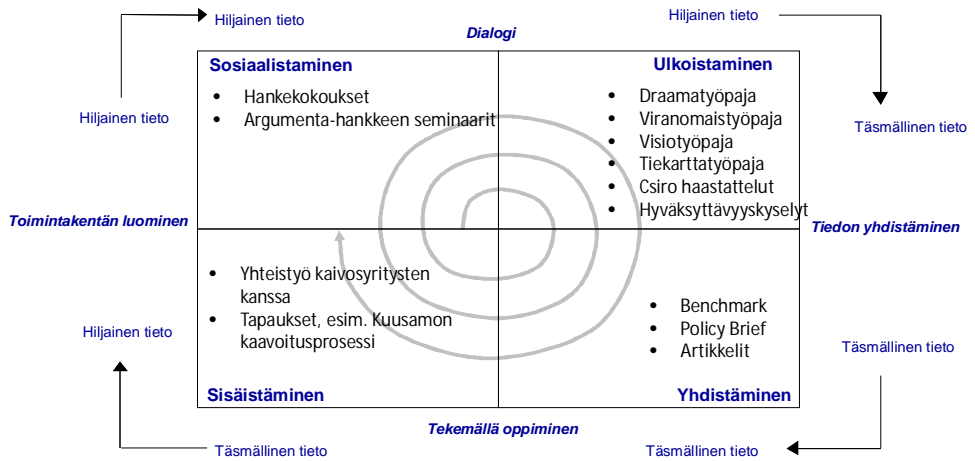 Hiljainen tieto
Hiljainen tieto
Dialogi
Sosiaalistaminen
Ulkoistaminen
• Hankekokoukset
• Argumenta-hankkeen seminaarit
• Draamatyöpaja
• Viranomaistyöpaja
• Visiotyöpaja
• Tiekarttatyöpaja
• Csiro haastattelut
• Hyväksyttävyyskyselyt
Hiljainen tieto
Täsmällinen tieto
Toimintakentän luominen
Tiedon yhdistäminen
• Yhteistyö kaivosyritysten
kanssa
• Tapaukset, esim. Kuusamon
kaavoitusprosessi
• Benchmark
• Policy Brief
• Artikkelit
Hiljainen tieto
Täsmällinen tieto
Sisäistäminen
Yhdistäminen
Tekemällä oppiminen
Täsmällinen tieto
Täsmällinen tieto